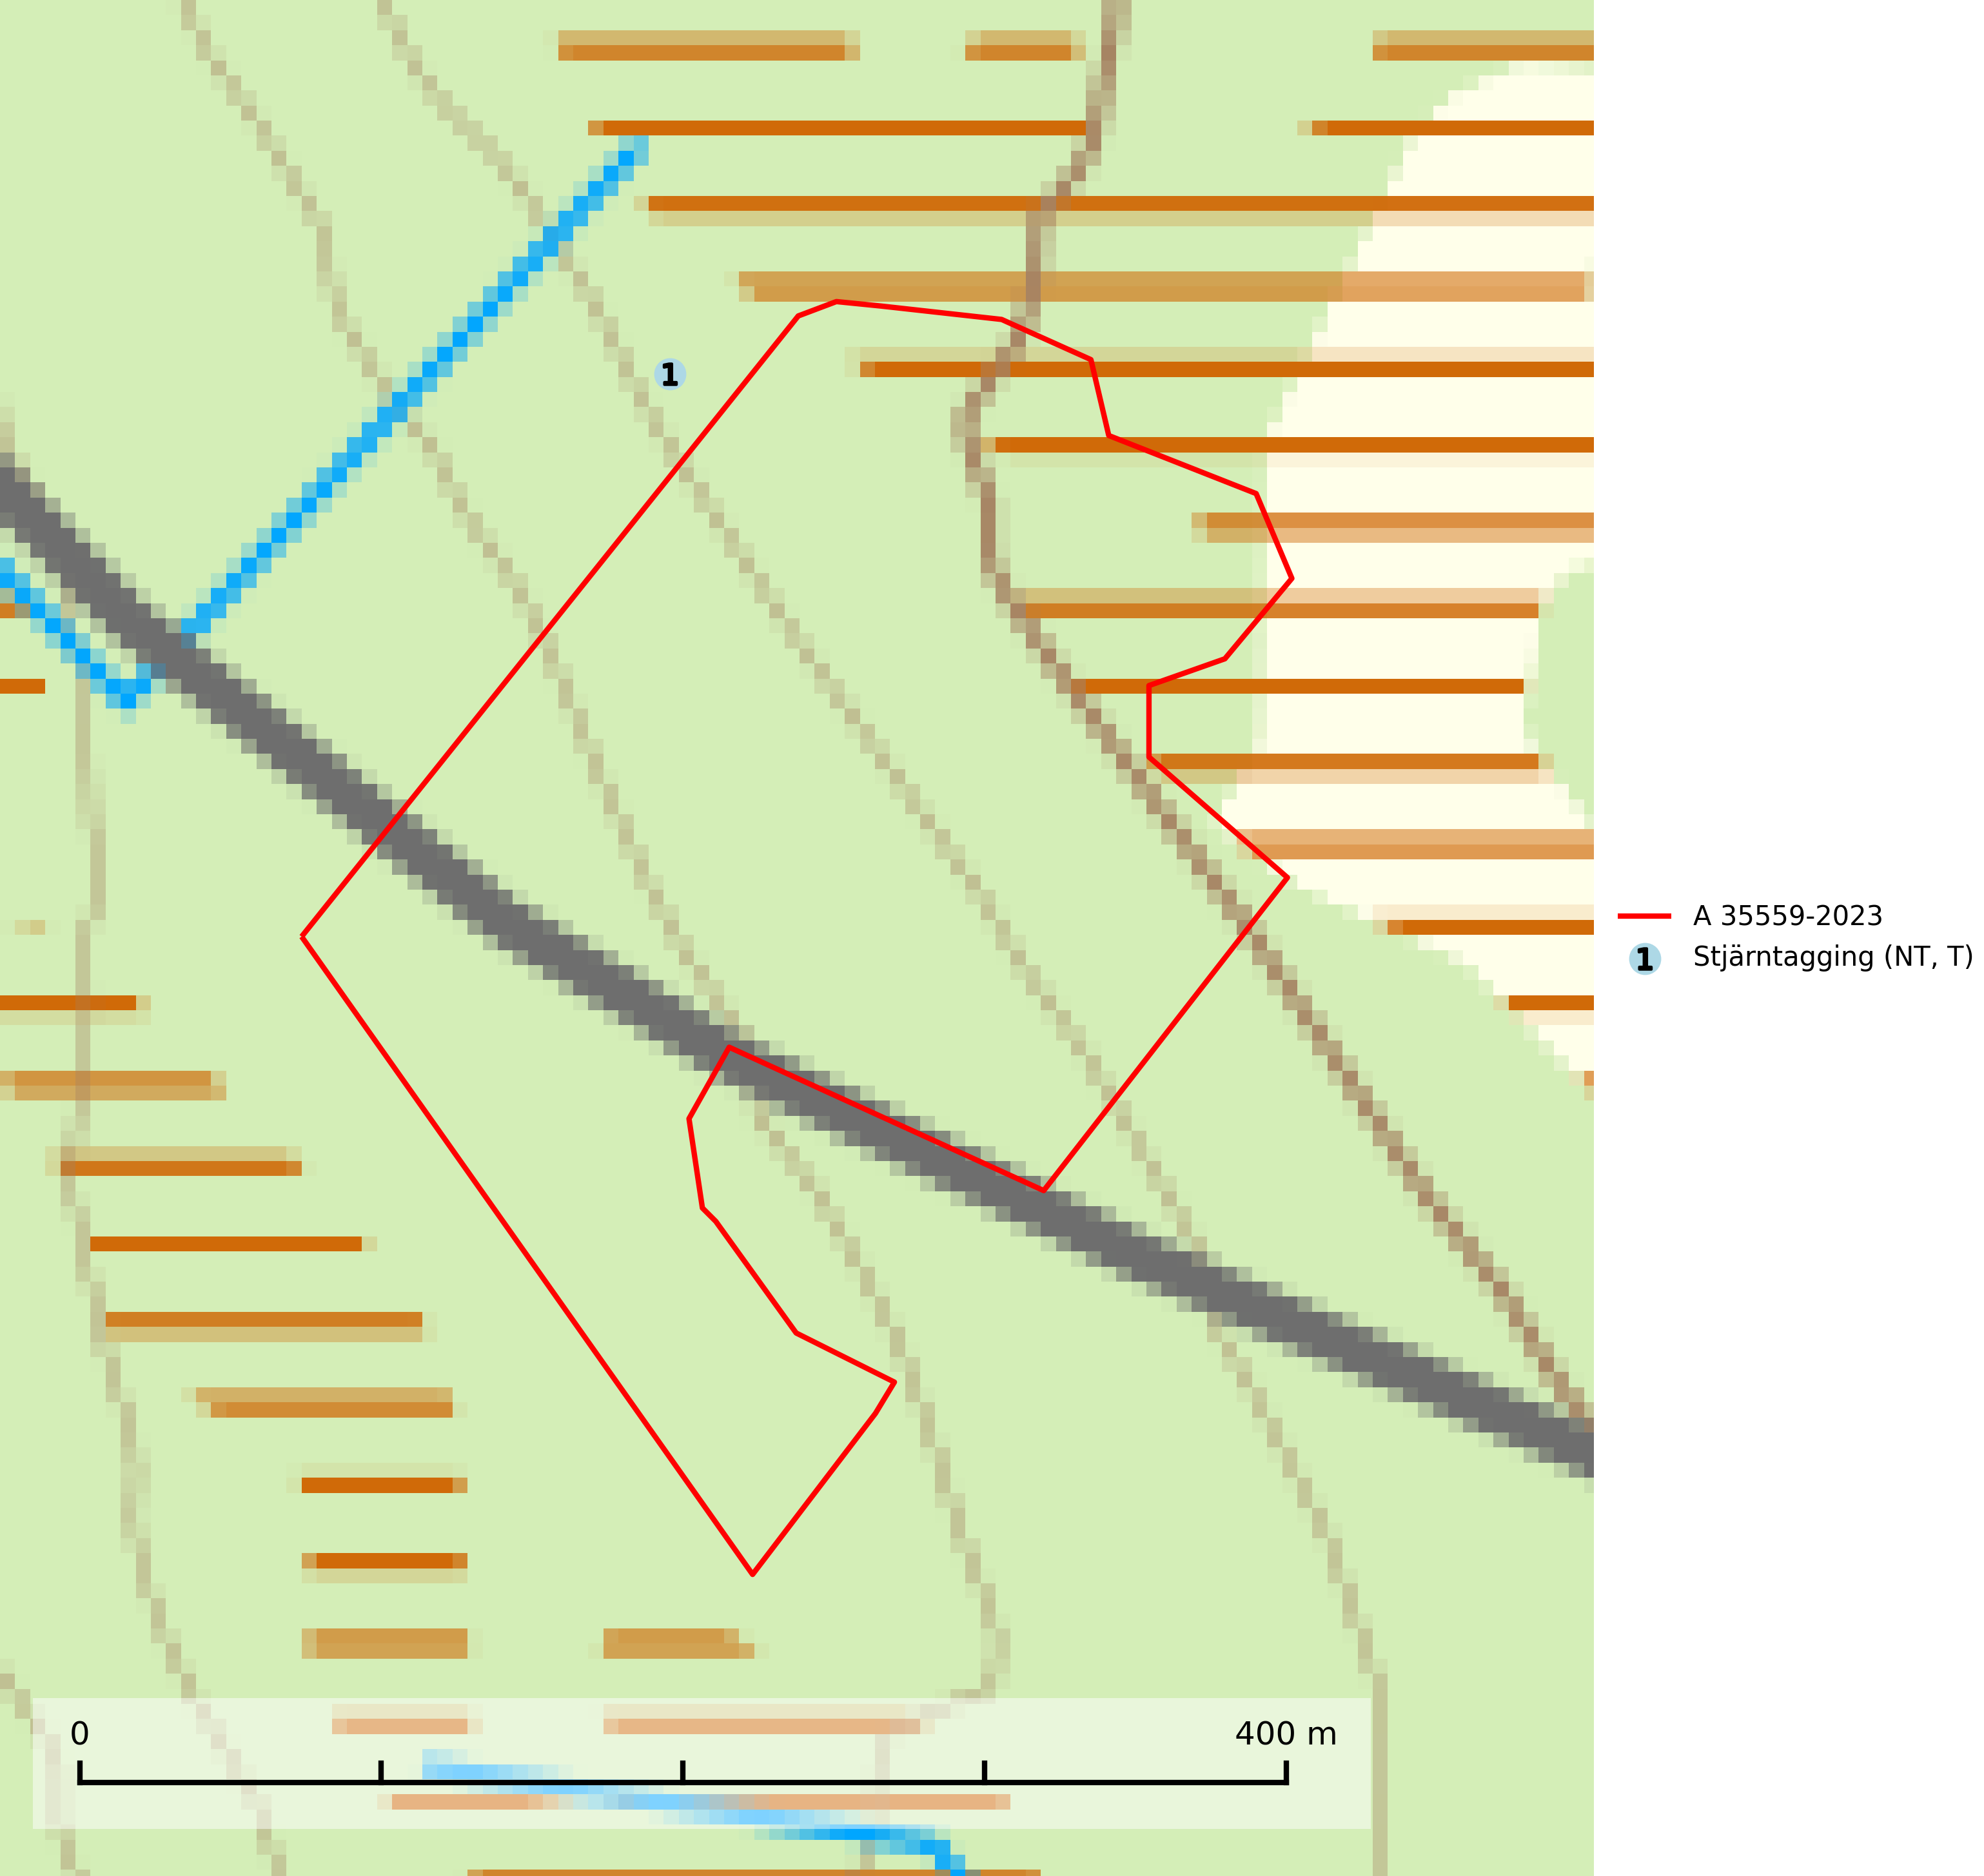 1
A 35559-2023
1 Stjärntagging (NT, T)
0 400 m